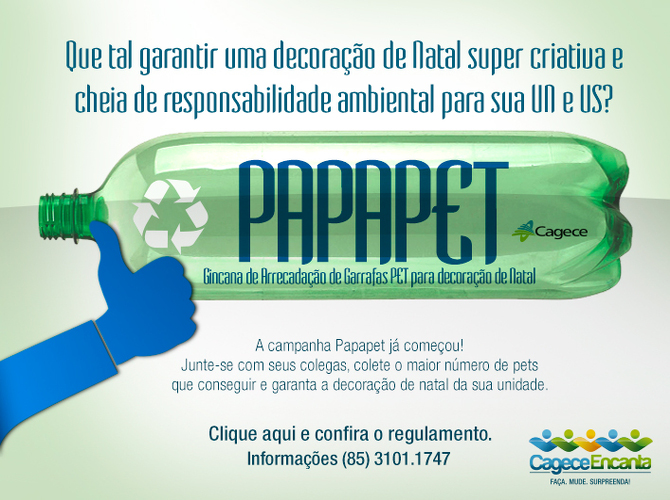 Que tal garantir uma decoração de Natal super criativa e
cheia de responsabilidade ambiental para sua UN e US?
PAPAPET
Cagece
Gincana de Arrecadação de Garrafas PET para decoração de Natal
A campanha Papapet já começou!
Junte-se com seus colegas, colete o maior número de pets
que conseguir e garanta a decoração de natal da sua unidade.
Clique aqui e confira o regulamento.
Informações (85) 3101.1747
CageceEncanta
FAÇA. MUDE. SURPREENDA!